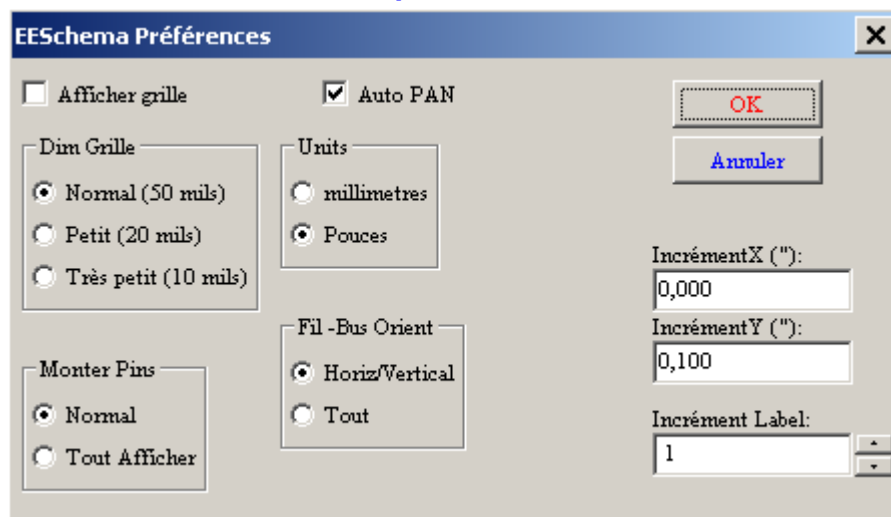 EESchema Préférences
Afficher grille
Auto PAN
OK
Annuler
Dim Grille
Normal (50 mils)
Petit (20 mils)
Très petit (10 mils)
Units
millimetres
Pouces
IncrémentX ("):
0,000
IncrémentY ("):
0,100
Fil -Bus Orient
Horiz/Vertical
Tout
Monter Pins
Normal
Tout Afficher
Incrément Label:
1